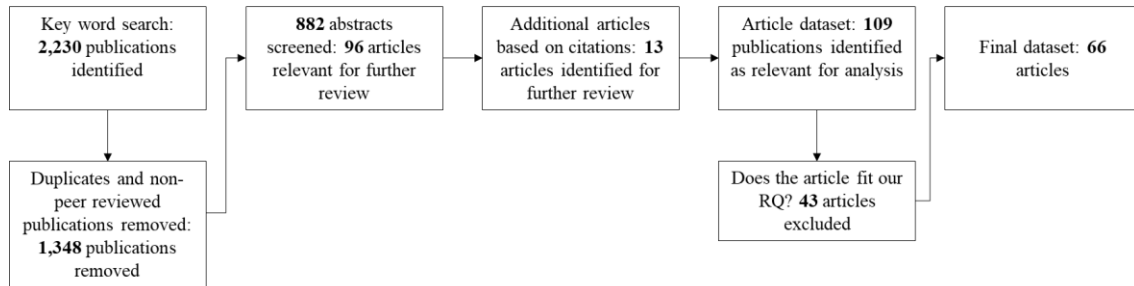 Key word search:
2,230 publications
identified
Duplicates and non-
peer reviewed
publications removed:
1,348 publications
removed
882 abstracts
screened: 96 articles
relevant for further
review
Additional articles
based on citations: 13
articles identified for
further review
Article dataset: 109
publications identified
as relevant for analysis
Does the article fit our
RQ? 43 articles
excluded
Final dataset: 66
articles